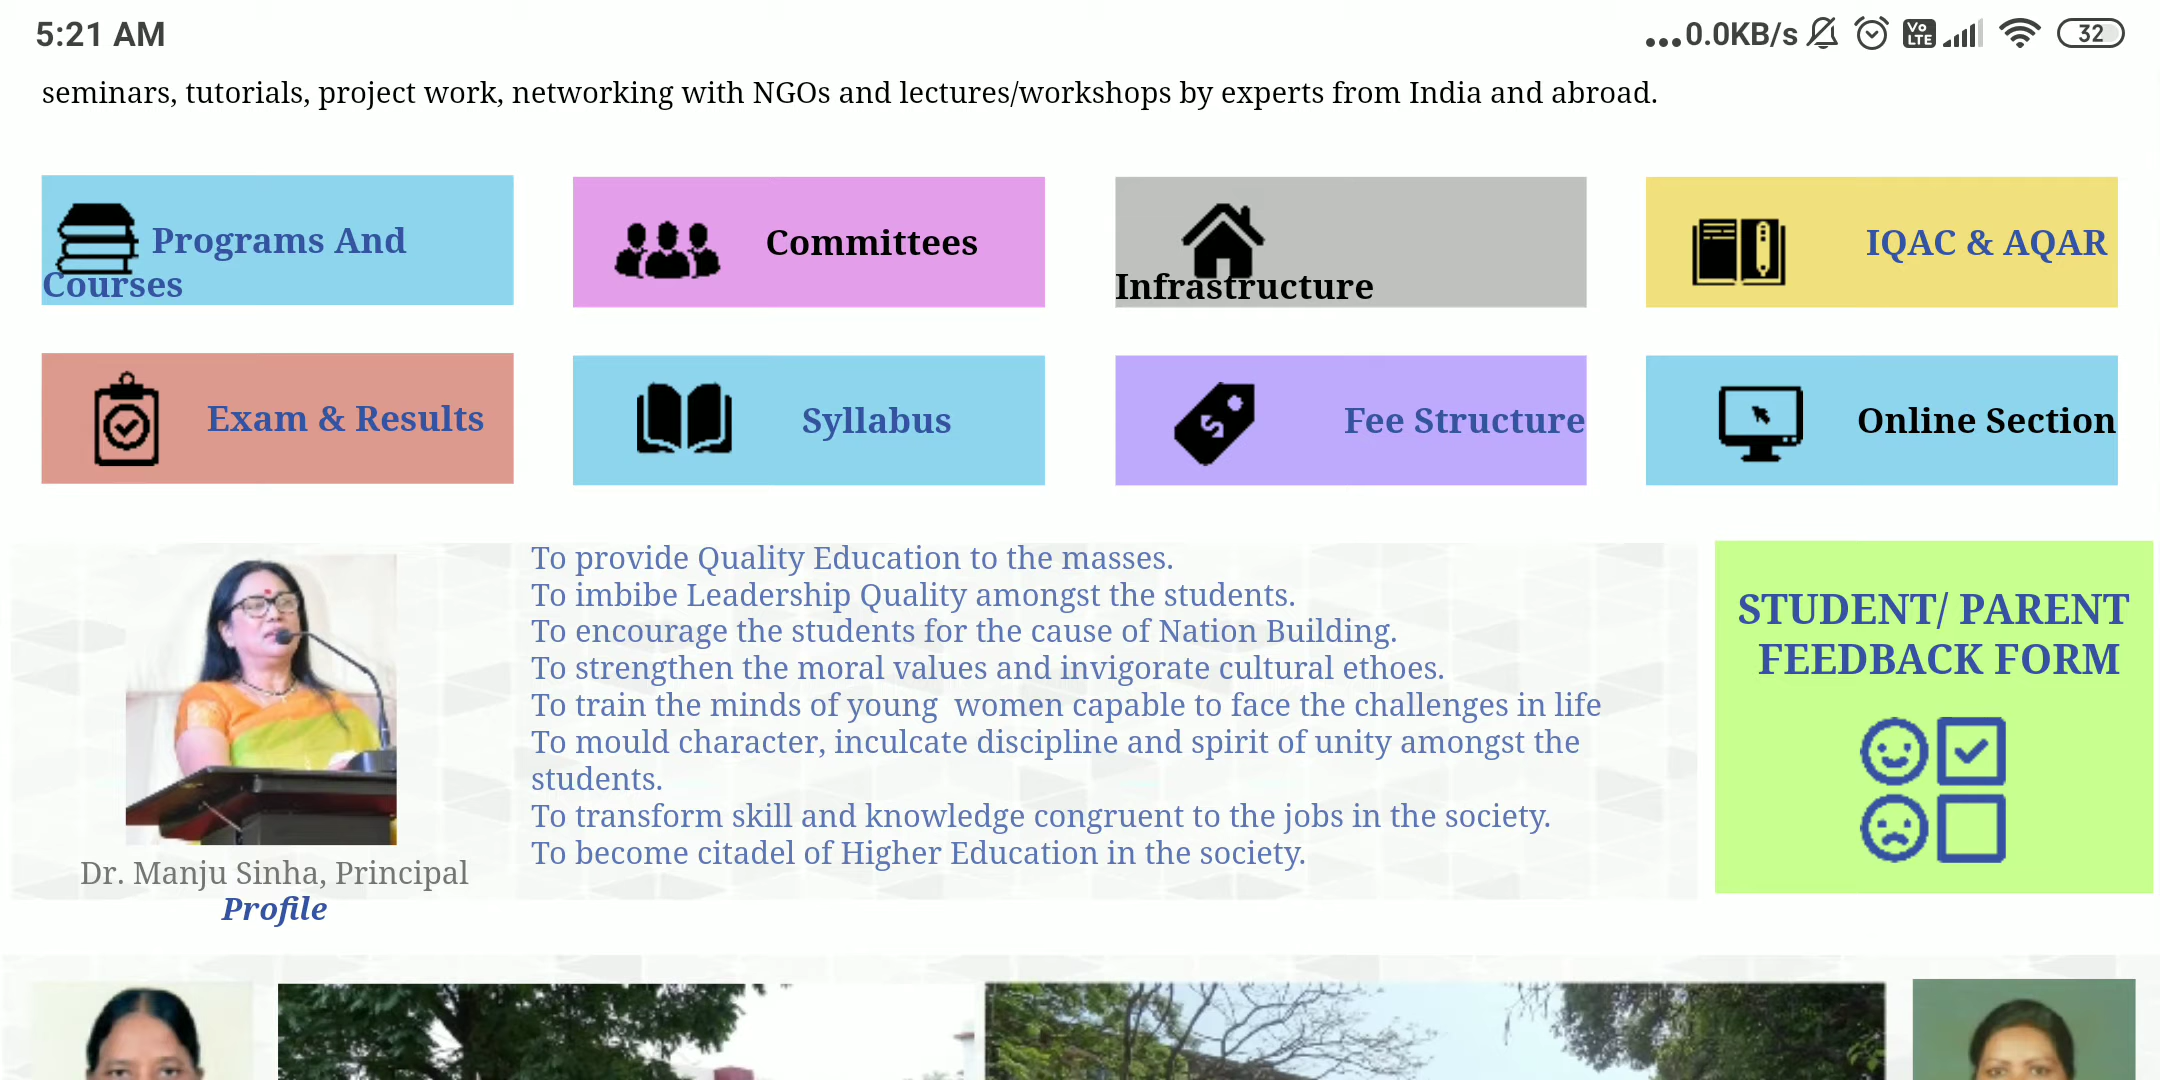 5:21 AM
...0.0KB/s Vo LTE 32
seminars, tutorials, project work, networking with NGOs and lectures/workshops by experts from India and abroad.
Programs And
Courses
Committees
Infrastructure
IQAC & AQAR
Exam & Results
Syllabus
Fee Structure
Online Section
To provide Quality Education to the masses.
To imbibe Leadership Quality amongst the students.
To encourage the students for the cause of Nation Building.
To strengthen the moral values and invigorate cultural ethoes.
To train the minds of young  women capable to face the challenges in life
To mould character, inculcate discipline and spirit of unity amongst the
students.
To transform skill and knowledge congruent to the jobs in the society.
To become citadel of Higher Education in the society.
Dr. Manju Sinha, Principal
Profile
STUDENT/ PARENT
FEEDBACK FORM